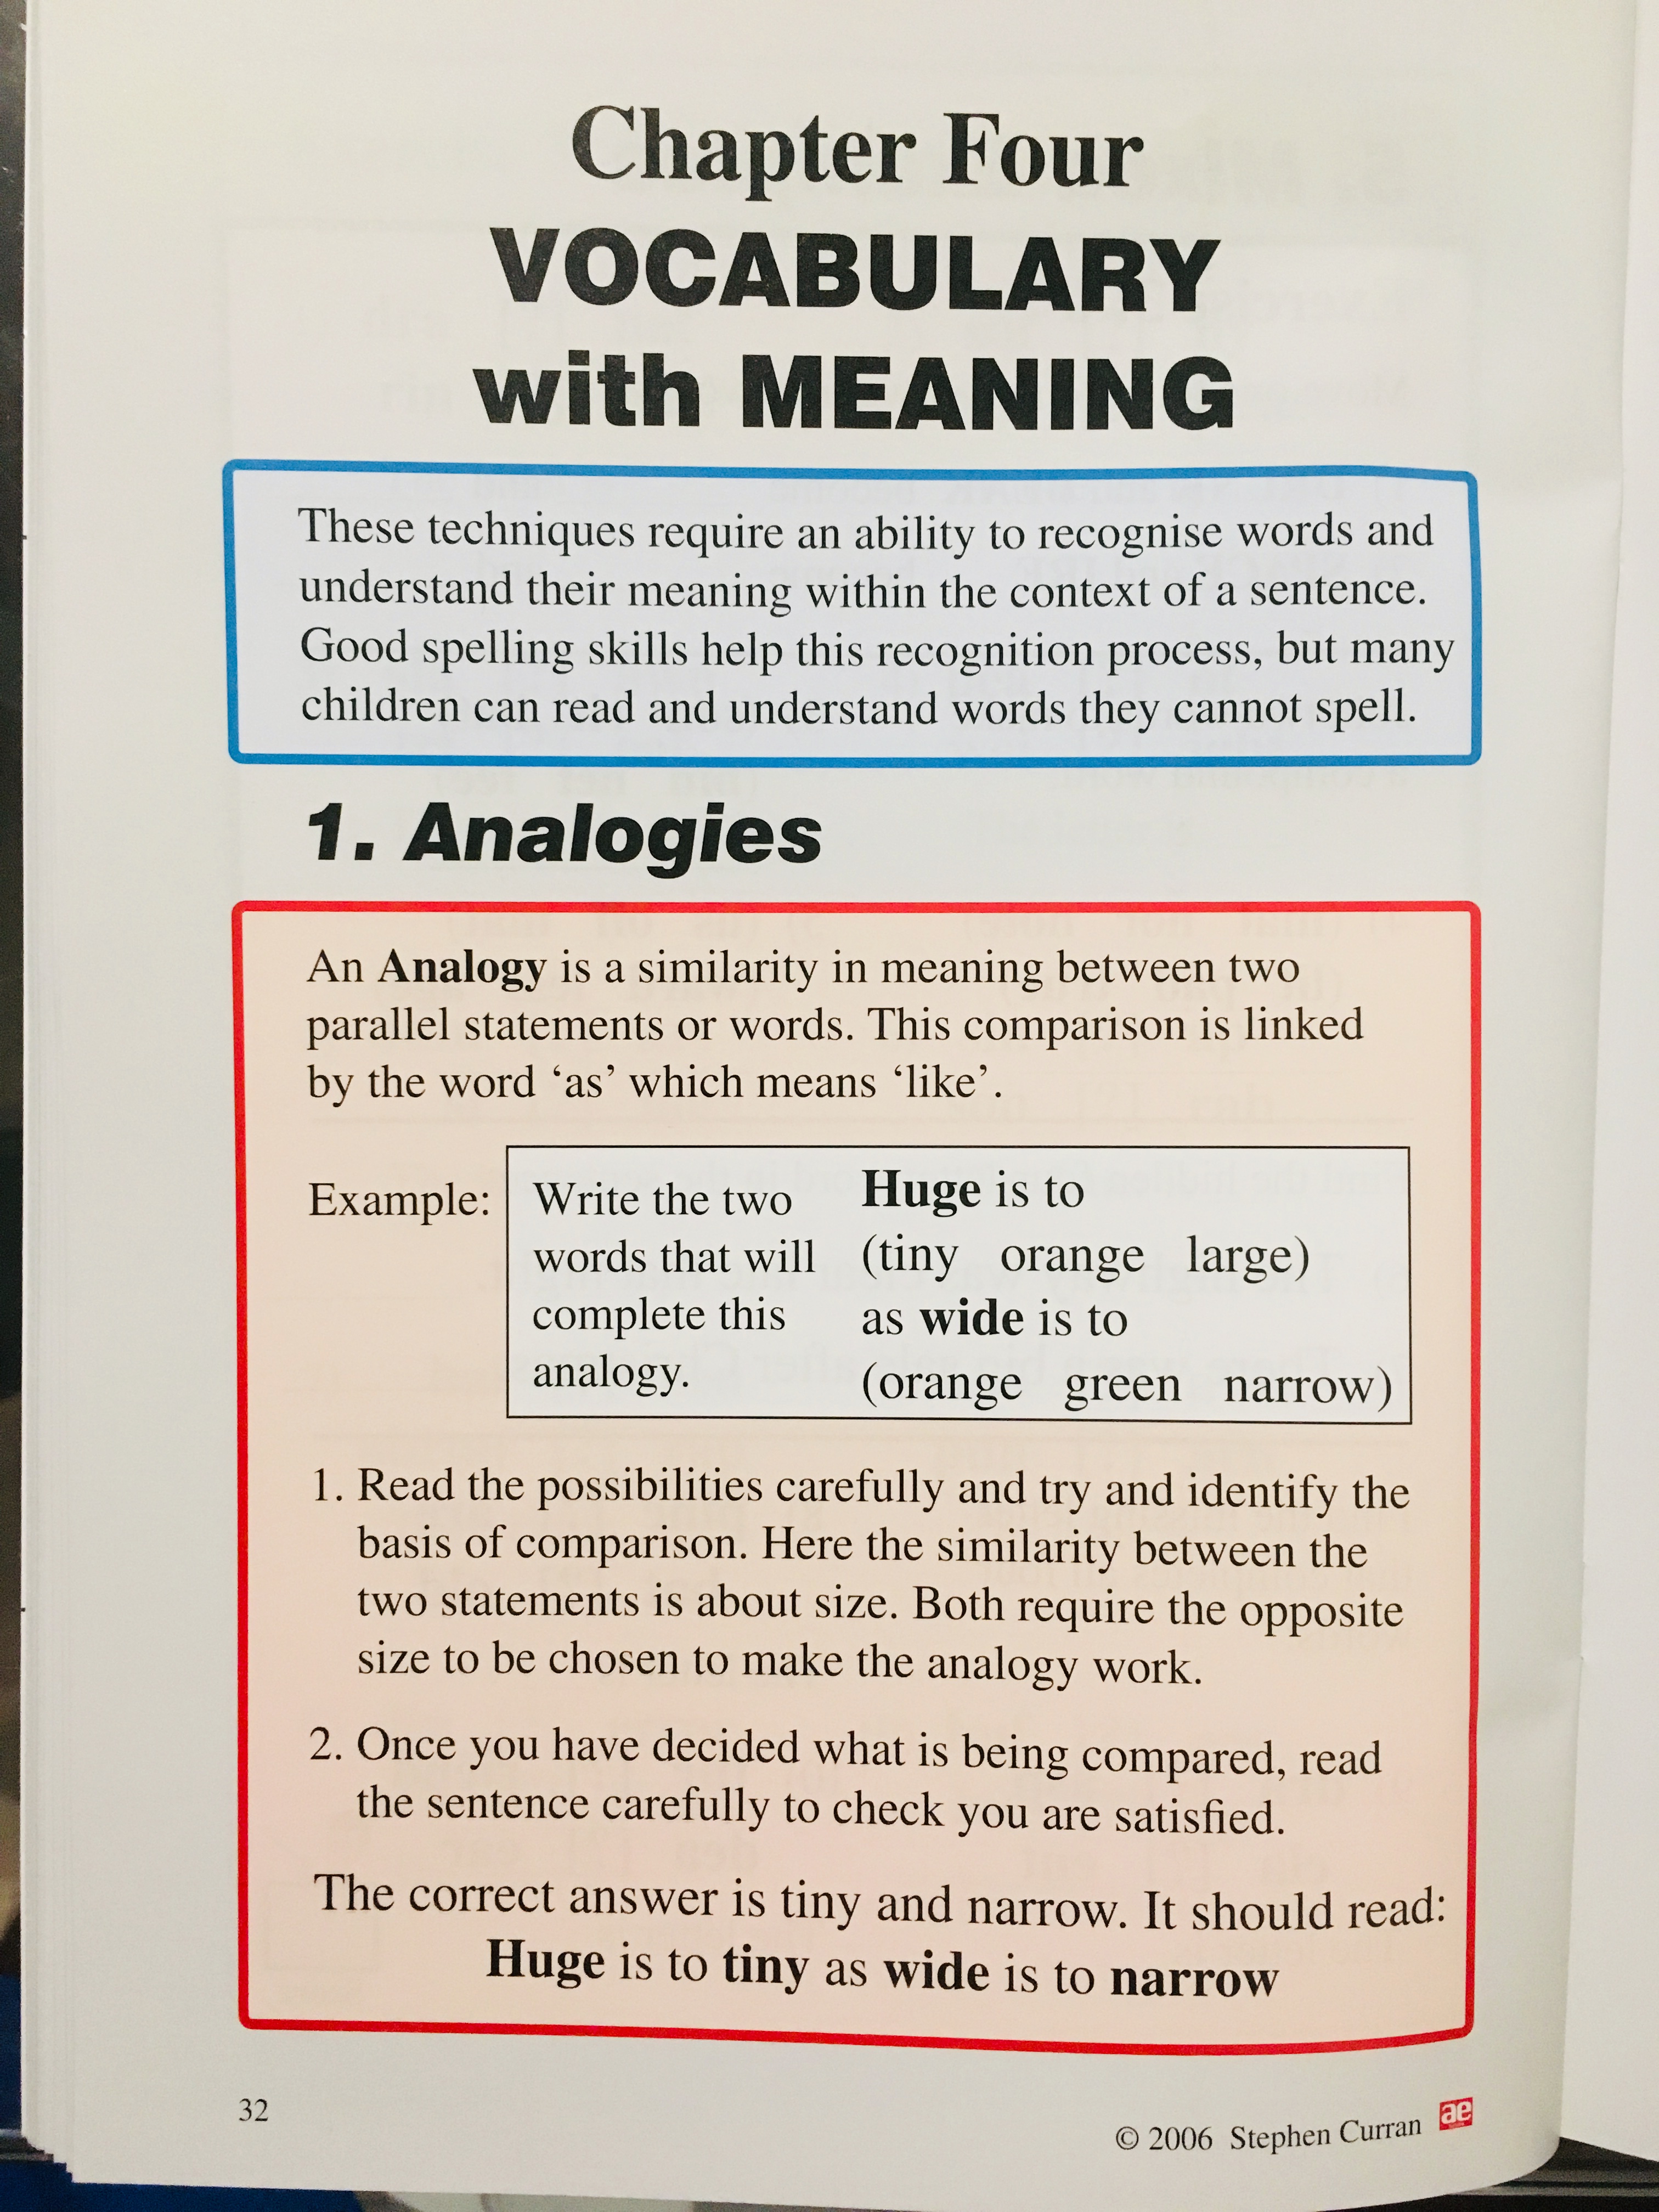 Chapter Four
VOCABULARY
with MEANING
These techniques require an ability to recognise words and
understand their meaning within the context of a sentence.
Good spelling skills help this recognition process, but many
children can read and understand words they cannot spell.
1. Analogies
An Analogy is a similarity in meaning between two
parallel statements or words. This comparison is linked
by the word ‘as’ which means ‘like’.
Example:
Write the two
words that will
complete this
analogy.
Huge is to
(tiny orange large)
as wide is to
(orange green narrow)
1. Read the possibilities carefully and try and identify the
basis of comparison. Here the similarity between the
two statements is about size. Both require the opposite
size to be chosen to make the analogy work.
2. Once you have decided what is being compared, read
the sentence carefully to check you are satisfied.
The correct answer is tiny and narrow. It should read:
Huge is to tiny as wide is to narrow
32
© 2006 Stephen Curran
ae